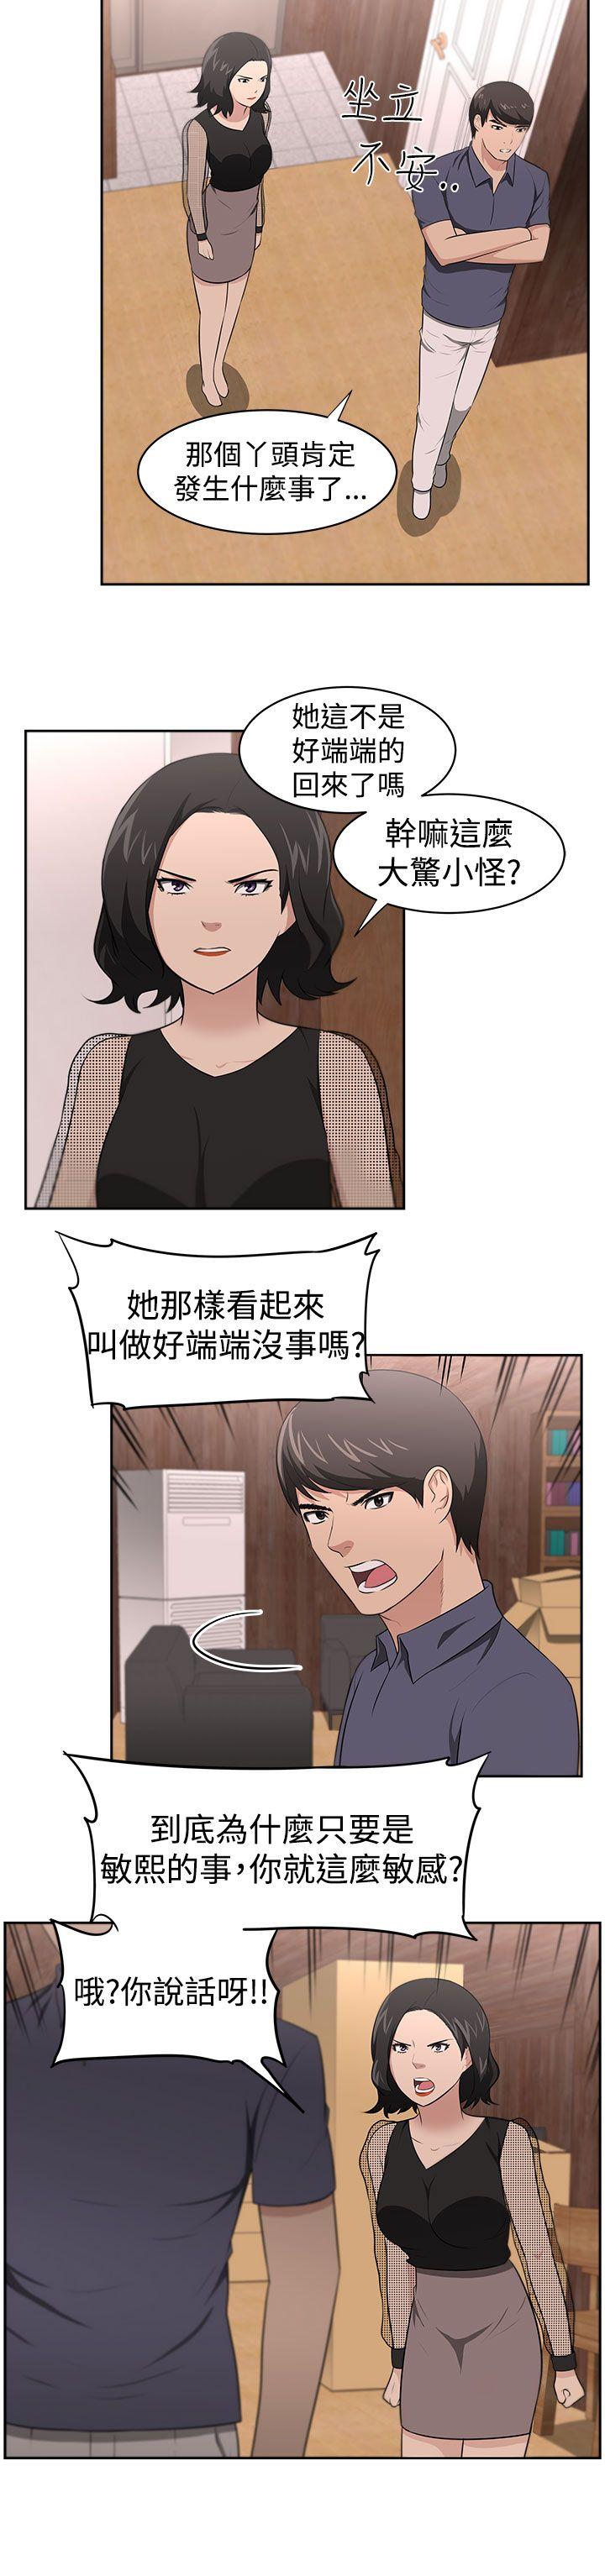 坐立
不安..
那個丫頭肯定
發生什麼事了...
她這不是
好端端的
回來了嗎
幹嘛這麼
大驚小怪?
她那樣看起來
叫做好端端沒事嗎?
到底為什麼只要是
敏熙的事,你就這麼敏感?
哦?你說話呀!!